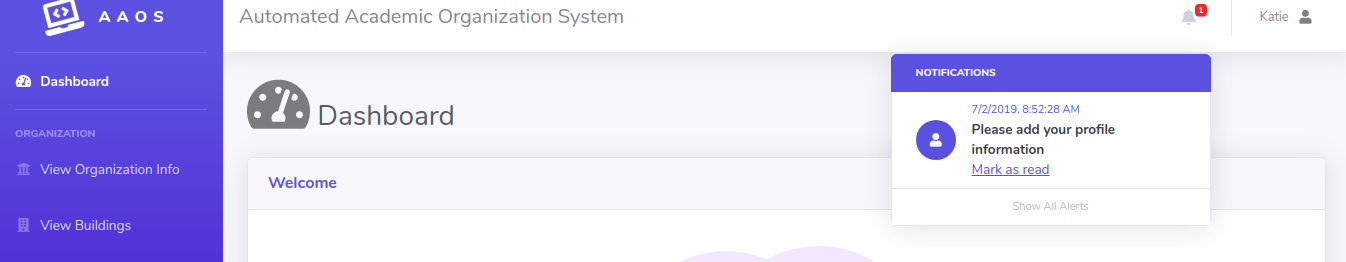 AAOS
Automated Academic Organization System
1
Katie
Dashboard
ORGANIZATION
View Organization Info
View Buildings
Dashboard
Welcome
NOTIFICATIONS
7/2/2019, 8:52:28 AM
Please add your profile
information
Mark as read
Show All Alerts